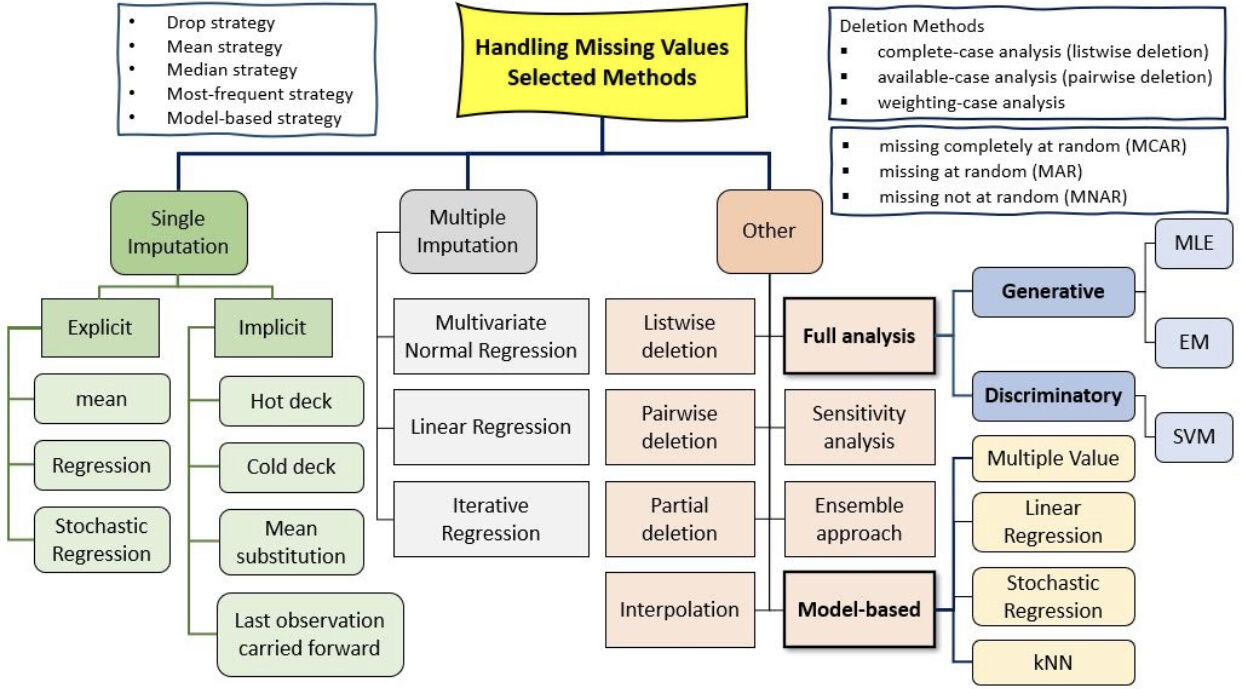 • Drop strategy
• Mean strategy
• Median strategy
• Most-frequent strategy
• Model-based strategy
Handling Missing Values
Selected Methods
Deletion Methods
▪ complete-case analysis (listwise deletion)
▪ available-case analysis (pairwise deletion)
▪ weighting-case analysis
▪ missing completely at random (MCAR)
▪ missing at random (MAR)
▪ missing not at random (MNAR)
Single
Imputation
Explicit
mean
Regression
Stochastic
Regression
Implicit
Hot deck
Cold deck
Mean
substitution
Last observation
carried forward
Multiple
Imputation
Multivariate
Normal Regression
Linear Regression
Iterative
Regression
Other
Listwise
deletion
Pairwise
deletion
Partial
deletion
Interpolation
Full analysis
Sensitivity
analysis
Ensemble
approach
Model-based
Generative
MLE
EM
Discriminatory
SVM
Multiple Value
Linear
Regression
Stochastic
Regression
kNN